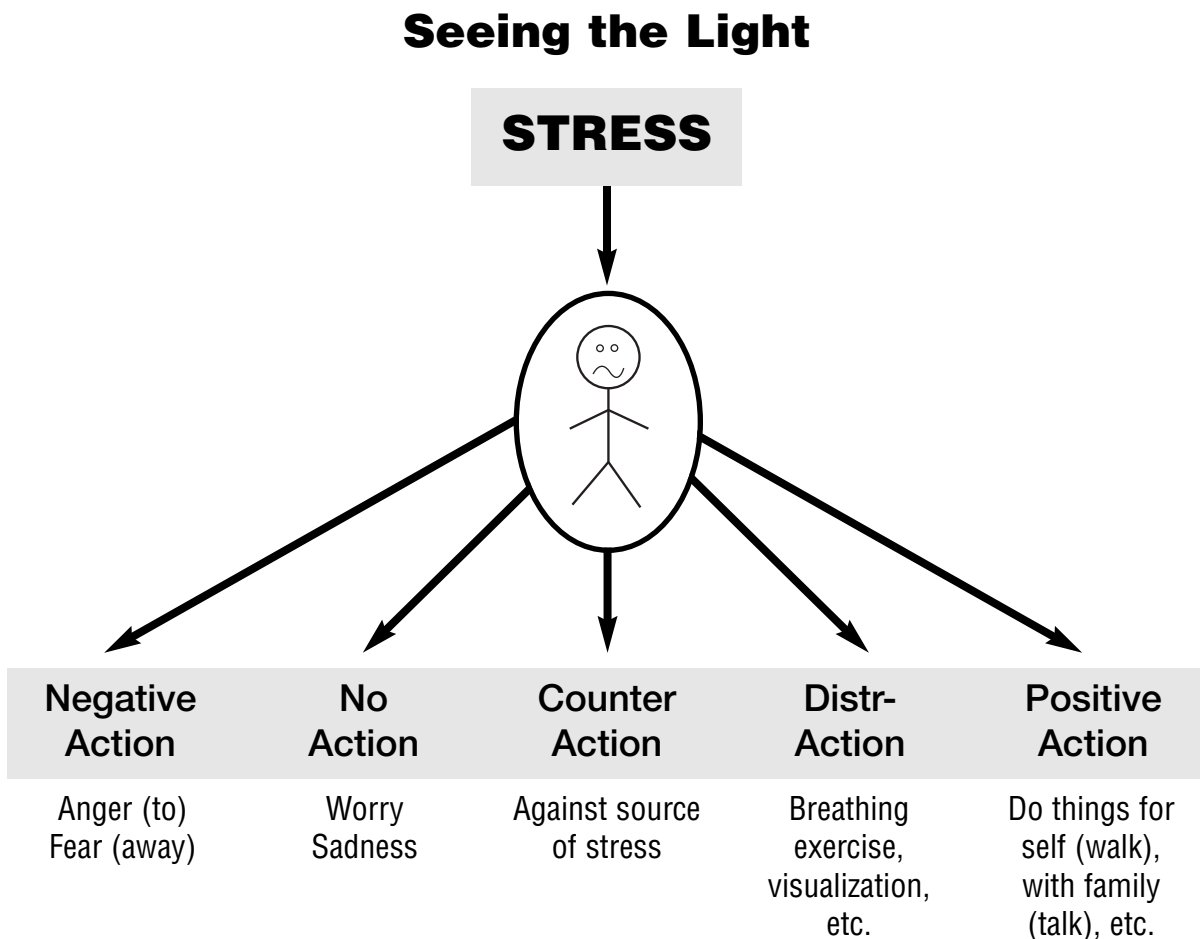 Seeing the Light
STRESS
Negative
Action
Anger (to)
Fear (away)
No
Action
Worry
Sadness
Counter
Action
Against source
of stress
Distr-
Action
Breathing
exercise,
visualization,
etc.
Positive
Action
Do things for
self (walk),
with family
(talk), etc.